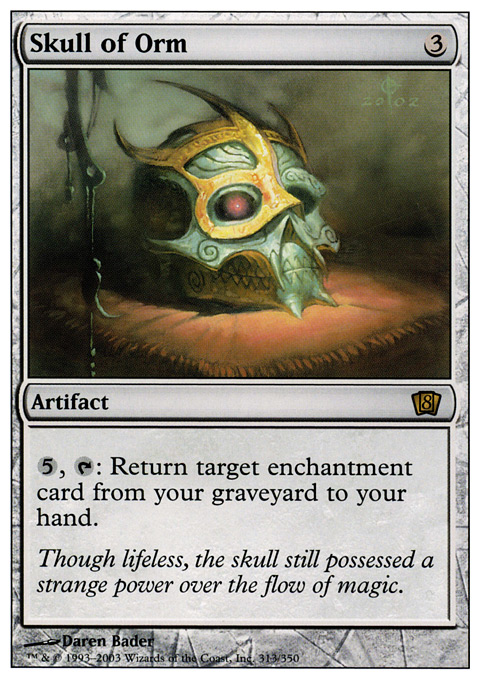 Skull of Orm 3
2002
Artifact 8
5, : Return target enchantment
card from your graveyard to your
hand.
Though lifeless, the skull still possessed a
strange power over the flow of magic.
Daren Bader
™ & © 1993–2003 Wizards of the Coast, Inc. 313/350